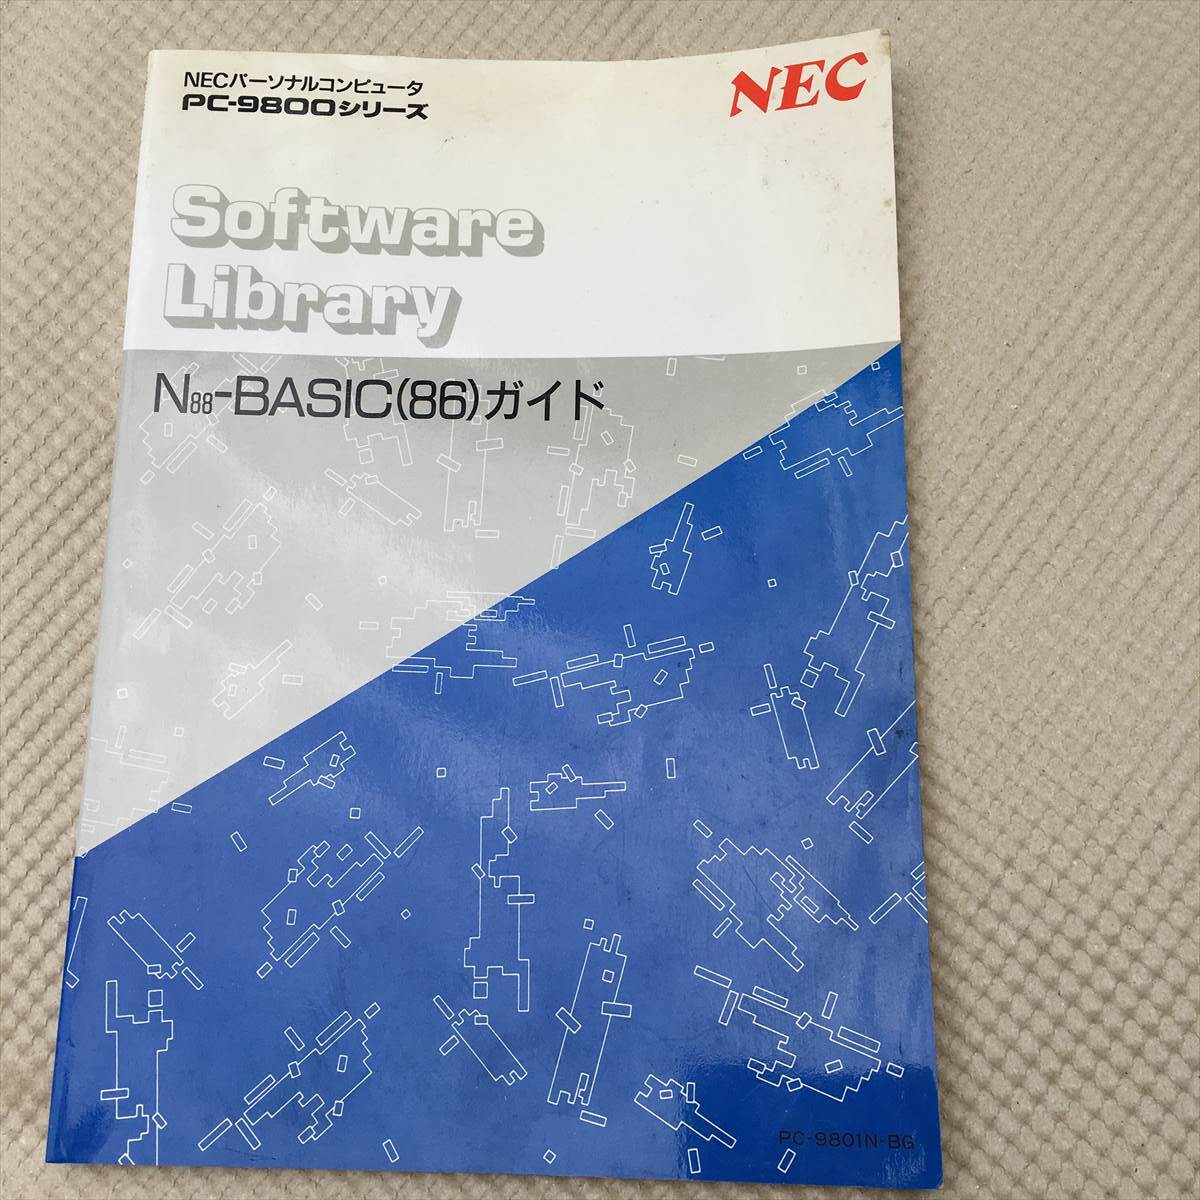 NECパーソナルコンピュータ
PC-9800シリーズ
NEC
Software
Library
N88-BASIC(86)ガイド
PC-9801N-BG